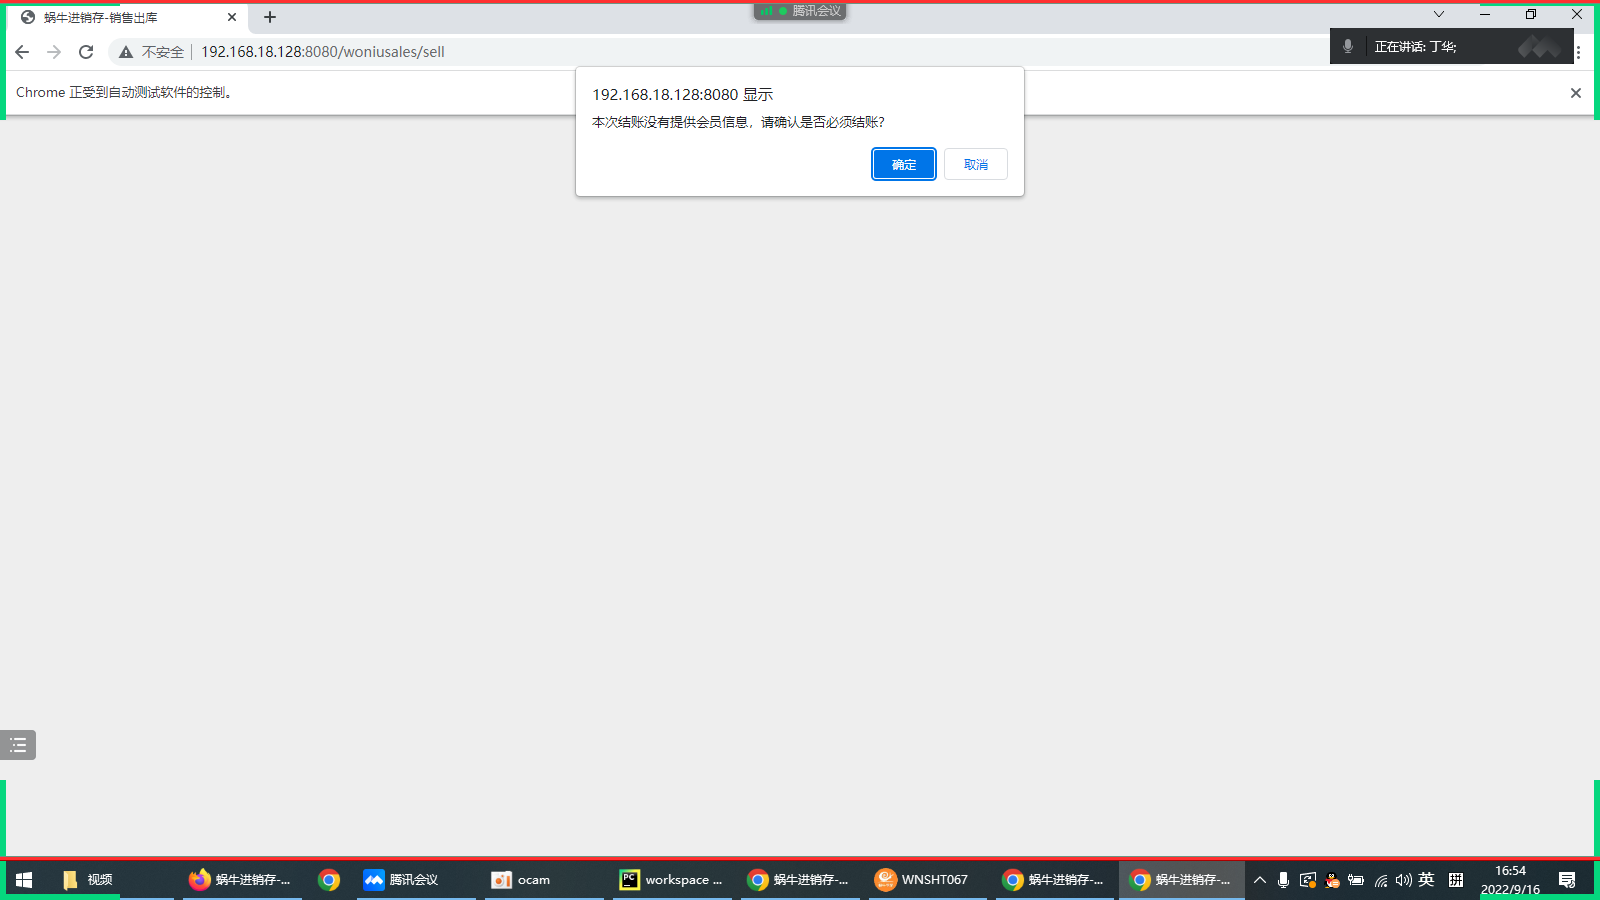 蜗牛进销存-销售出库
腾讯会议
不安全
192.168.18.128:8080/woniusales/sell
正在讲话: 丁华;
Chrome 正受到自动测试软件的控制。
192.168.18.128:8080 显示
本次结账没有提供会员信息，请确认是否必须结账?
确定
取消
视频
蜗牛进销存-...
腾讯会议
ocam
workspace ...
蜗牛进销存-...
WNSHT067
蜗牛进销存-...
蜗牛进销存-...
英
拼
16:54
2022/9/16